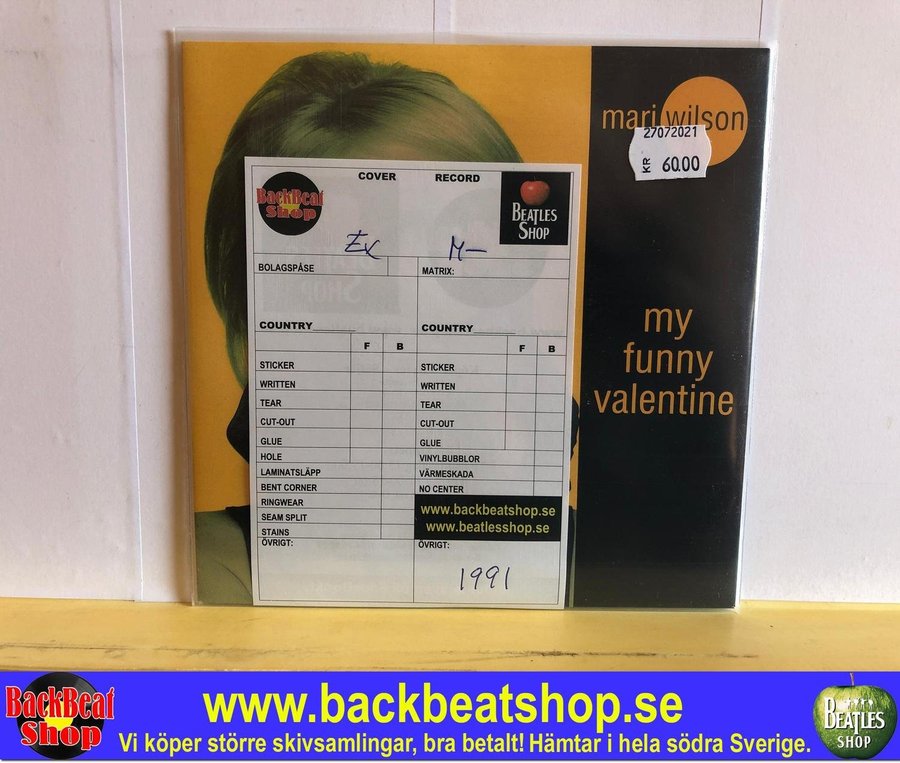 mari wilson
27072021
KR 60.00
my
funny
valentine
BackBeat
Shop
COVER
RECORD
BEATLES
SHOP
Ex
M-
BOLAGSPÅSE
MATRIX:
COUNTRY______
COUNTRY______
F B
F B
STICKER
STICKER
WRITTEN
WRITTEN
TEAR
TEAR
CUT-OUT
CUT-OUT
GLUE
GLUE
HOLE
VINYLBUBBLOR
LAMINATSLÄPP
VÄRMESKADA
BENT CORNER
NO CENTER
RINGWEAR
www.backbeatshop.se
SEAM SPLIT
www.beatlesshop.se
STAINS
ÖVRIGT:
ÖVRIGT:
1991
BackBeat
Shop
www.backbeatshop.se
Vi köper större skivsamlingar, bra betalt! Hämtar i hela södra Sverige.
BEATLES
SHOP